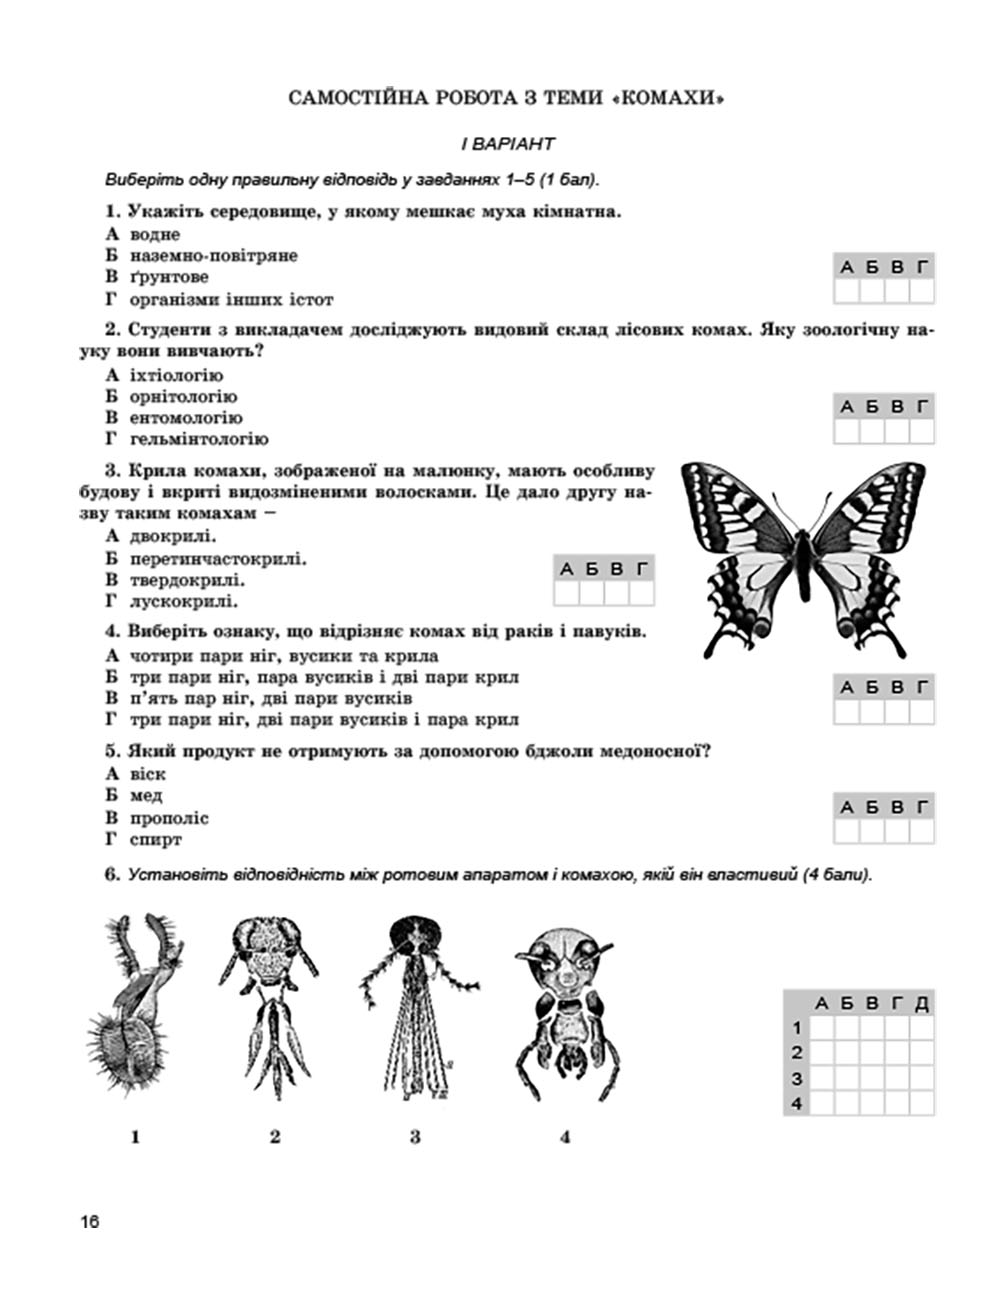 САМОСТІЙНА РОБОТА З ТЕМИ «КОМАХИ»
І ВАРІАНТ
Виберіть одну правильну відповідь у завданнях 1–5 (1 бал).
1. Укажіть середовище, у якому мешкає муха кімнатна.
А водне
Б наземно-повітряне
В ґрунтове
Г організми інших істот
А Б В Г
2. Студенти з викладачем досліджують видовий склад лісових комах. Яку зоологічну на-
уку вони вивчають?
А іхтіологію
Б орнітологію
В ентомологію
Г гельмінтологію
А Б В Г
3. Крила комахи, зображеної на малюнку, мають особливу
будову і вкриті видозміненими волосками. Це дало другу на-
зву таким комахам —
А двокрилі.
Б перетинчастокрилі.
В твердокрилі.
Г лускокрилі.
А Б В Г
4. Виберіть ознаку, що відрізняє комах від раків і павуків.
А чотири пари ніг, вусики та крила
Б три пари ніг, пара вусиків і дві пари крил
В п'ять пар ніг, дві пари вусиків
Г три пари ніг, дві пари вусиків і пара крил
А Б В Г
5. Який продукт не отримують за допомогою бджоли медоносної?
А віск
Б мед
В прополіс
Г спирт
А Б В Г
6. Установіть відповідність між ротовим апаратом і комахою, якій він властивий (4 бали).
А Б В Г Д
1
2
3
4
1 2 3 4
16